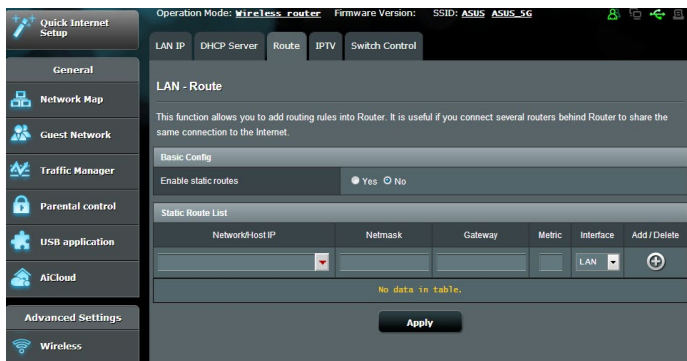 Quick Internet
Setup
Operation Mode: Wireless router Firmware Version: SSID: ASUS ASUS_5G
LAN IP DHCP Server Route IPTV Switch Control
General
Network Map
Guest Network
Traffic Manager
Parental control
USB application
AiCloud
Advanced Settings
Wireless
LAN - Route
This function allows you to add routing rules into Router. It is useful if you connect several routers behind Router to share the
same connection to the Internet.
Basic Config
Enable static routes Yes No
Static Route List
Network/Host IP Netmask Gateway Metric Interface Add / Delete
LAN
No data in table.
Apply